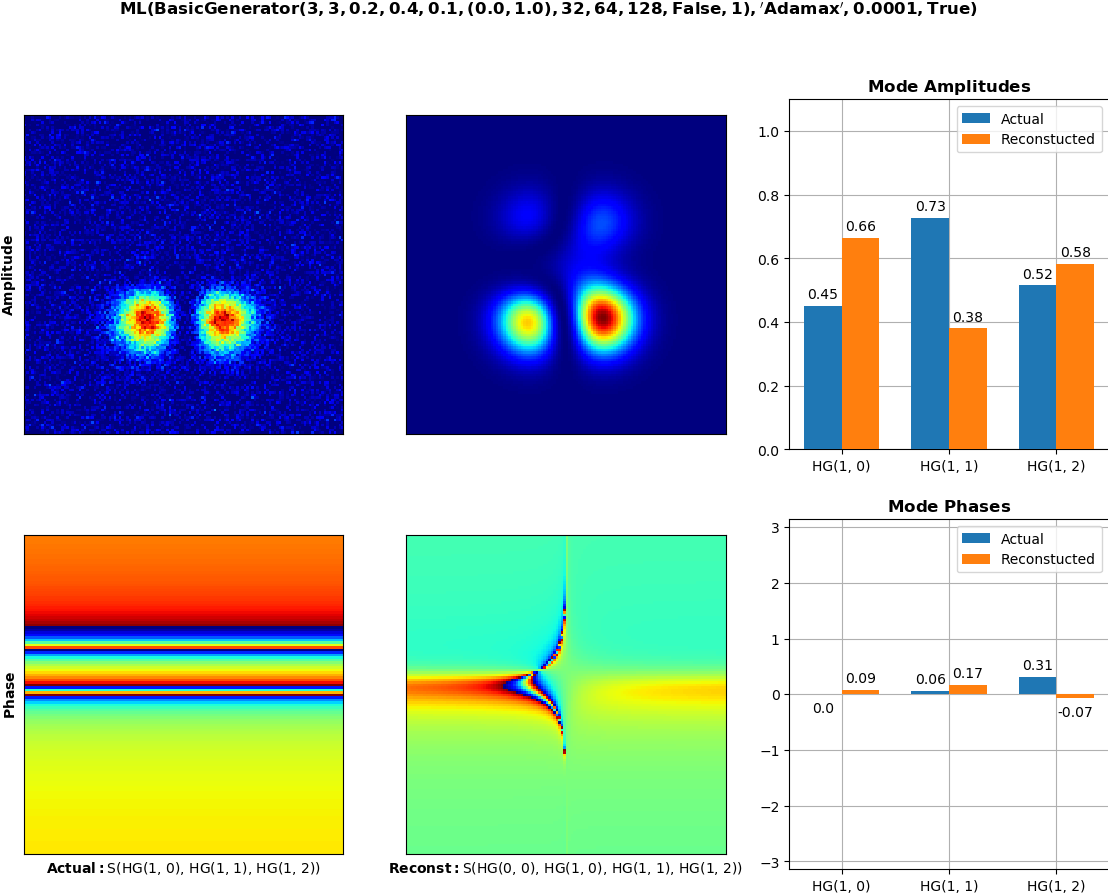 ML(BasicGenerator(3, 3, 0.2, 0.4, 0.1, (0.0, 1.0), 32, 64, 128, False, 1), ′Adamax′, 0.0001, True)
Amplitude
Mode Amplitudes
Actual
Reconstucted
1.0
0.8
0.6
0.4
0.2
0.0
0.45
0.66
0.73
0.38
0.52
0.58
HG(1, 0)
HG(1, 1)
HG(1, 2)
Phase
Actual: S(HG(1, 0), HG(1, 1), HG(1, 2))
Reconst: S(HG(0, 0), HG(1, 0), HG(1, 1), HG(1, 2))
Mode Phases
Actual
Reconstucted
3
2
1
0
−1
−2
−3
0.0
0.09
0.06
0.17
0.31
-0.07
HG(1, 0)
HG(1, 1)
HG(1, 2)